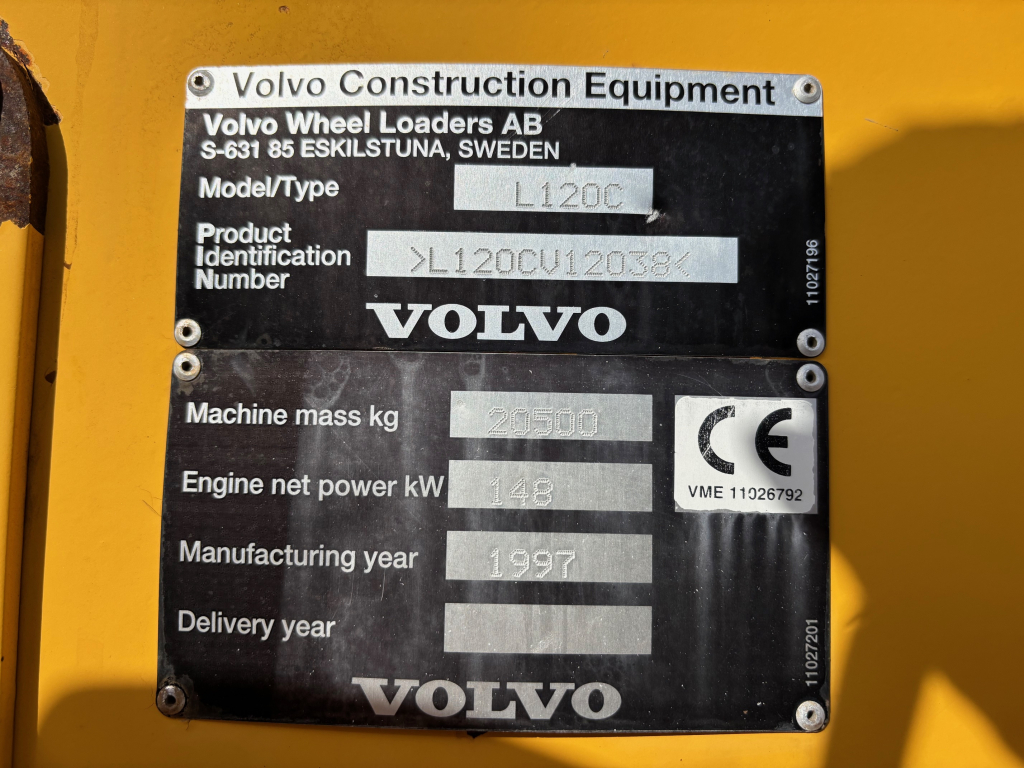 Volvo Construction Equipment
Volvo Wheel Loaders AB
S-631 85 ESKILSTUNA, SWEDEN
Model/Type L120C
Product
Identification
Number
>L120CV12038<
11027196
VOLVO
Machine mass kg 20500
CE
VME 11026792
Engine net power kW 148
Manufacturing year 1997
Delivery year
11027201
VOLVO